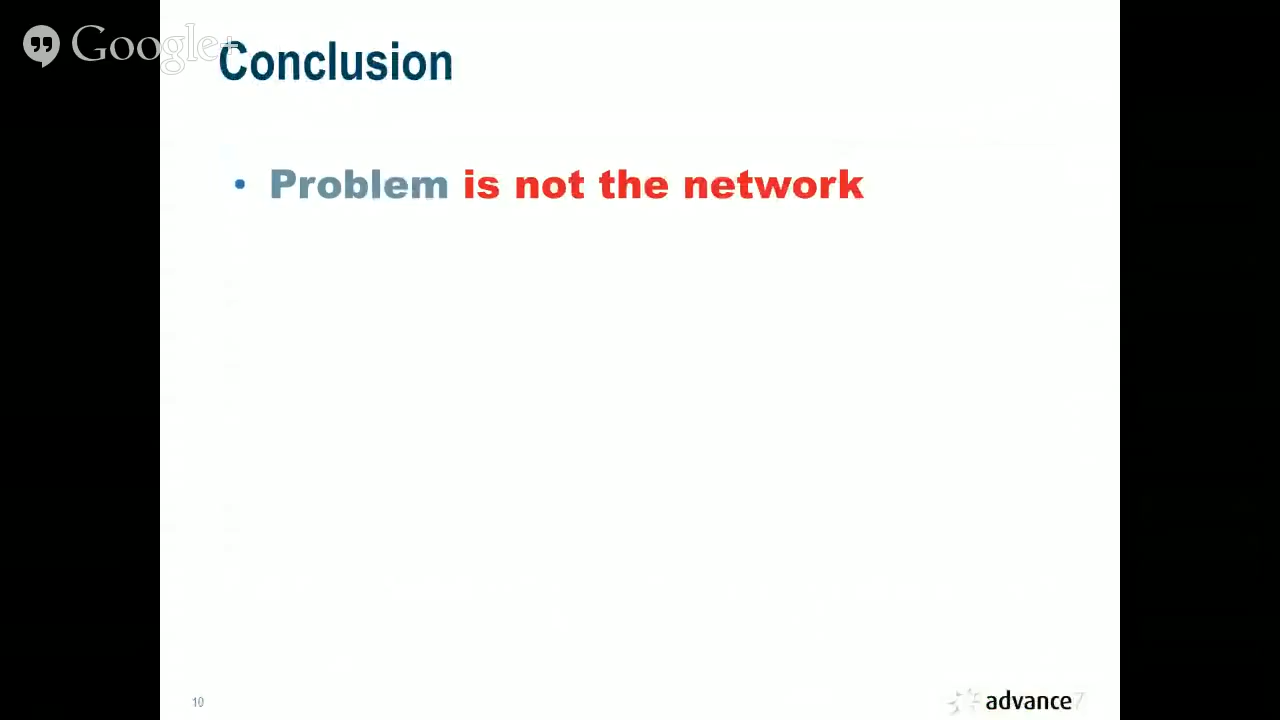 Google+
Conclusion
• Problem is not the network
10
advance7